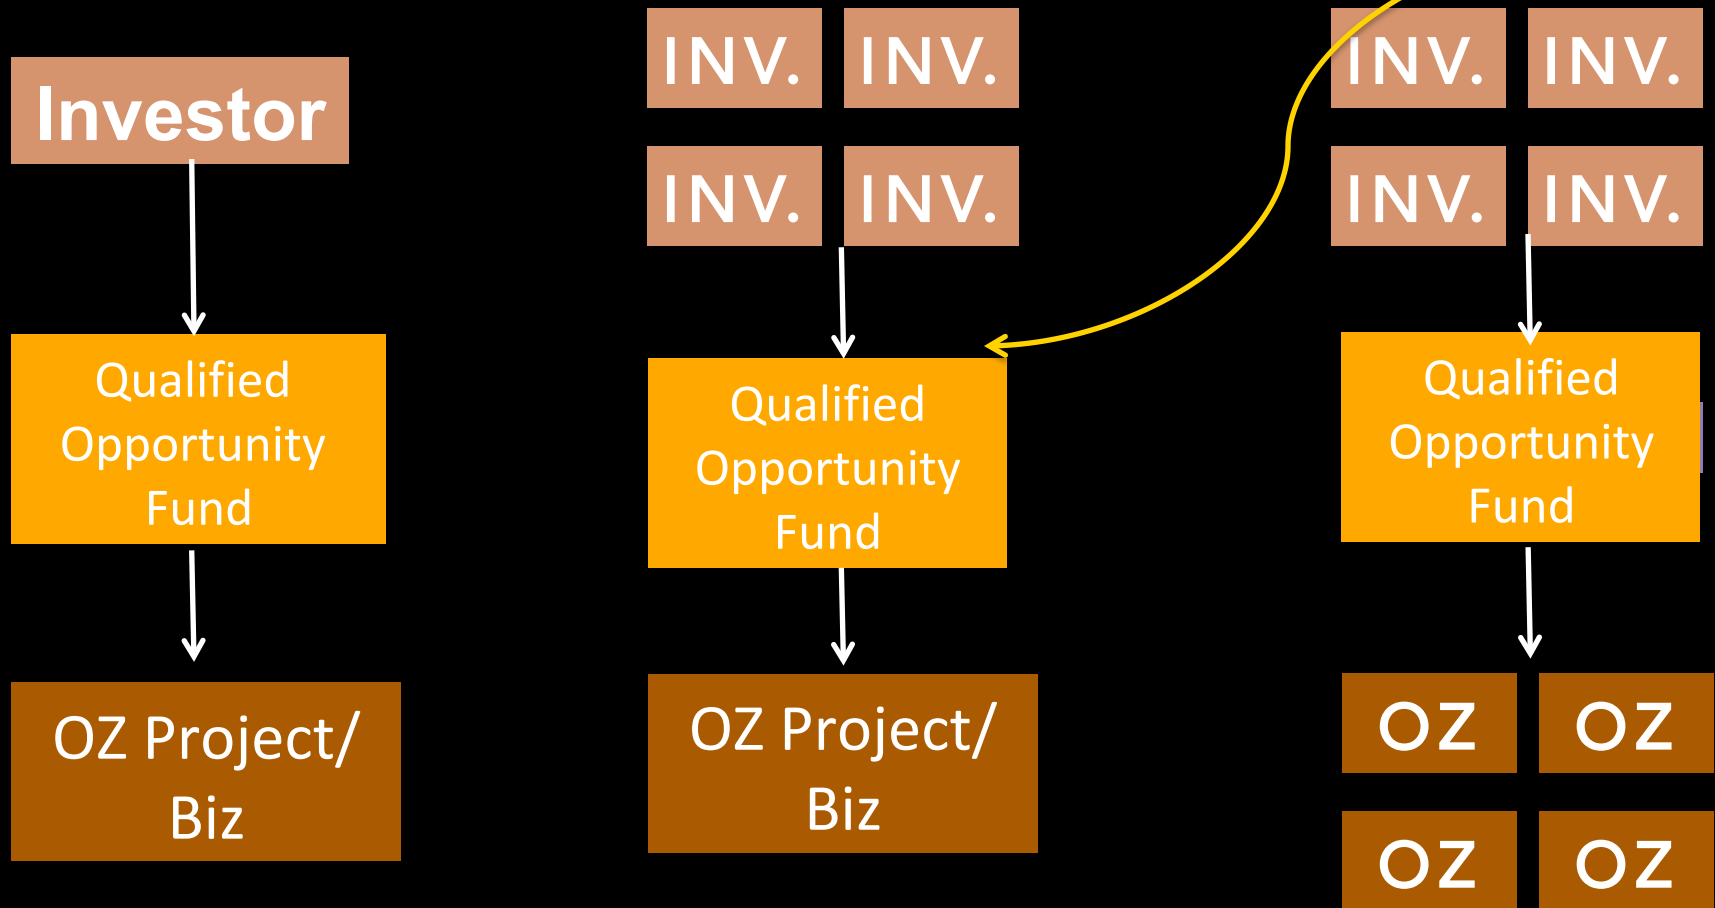 Investor
Qualified
Opportunity
Fund
OZ Project/
Biz
INV. INV.
INV. INV.
Qualified
Opportunity
Fund
OZ Project/
Biz
INV. INV.
INV. INV.
Qualified
Opportunity
Fund
OZ OZ
OZ OZ